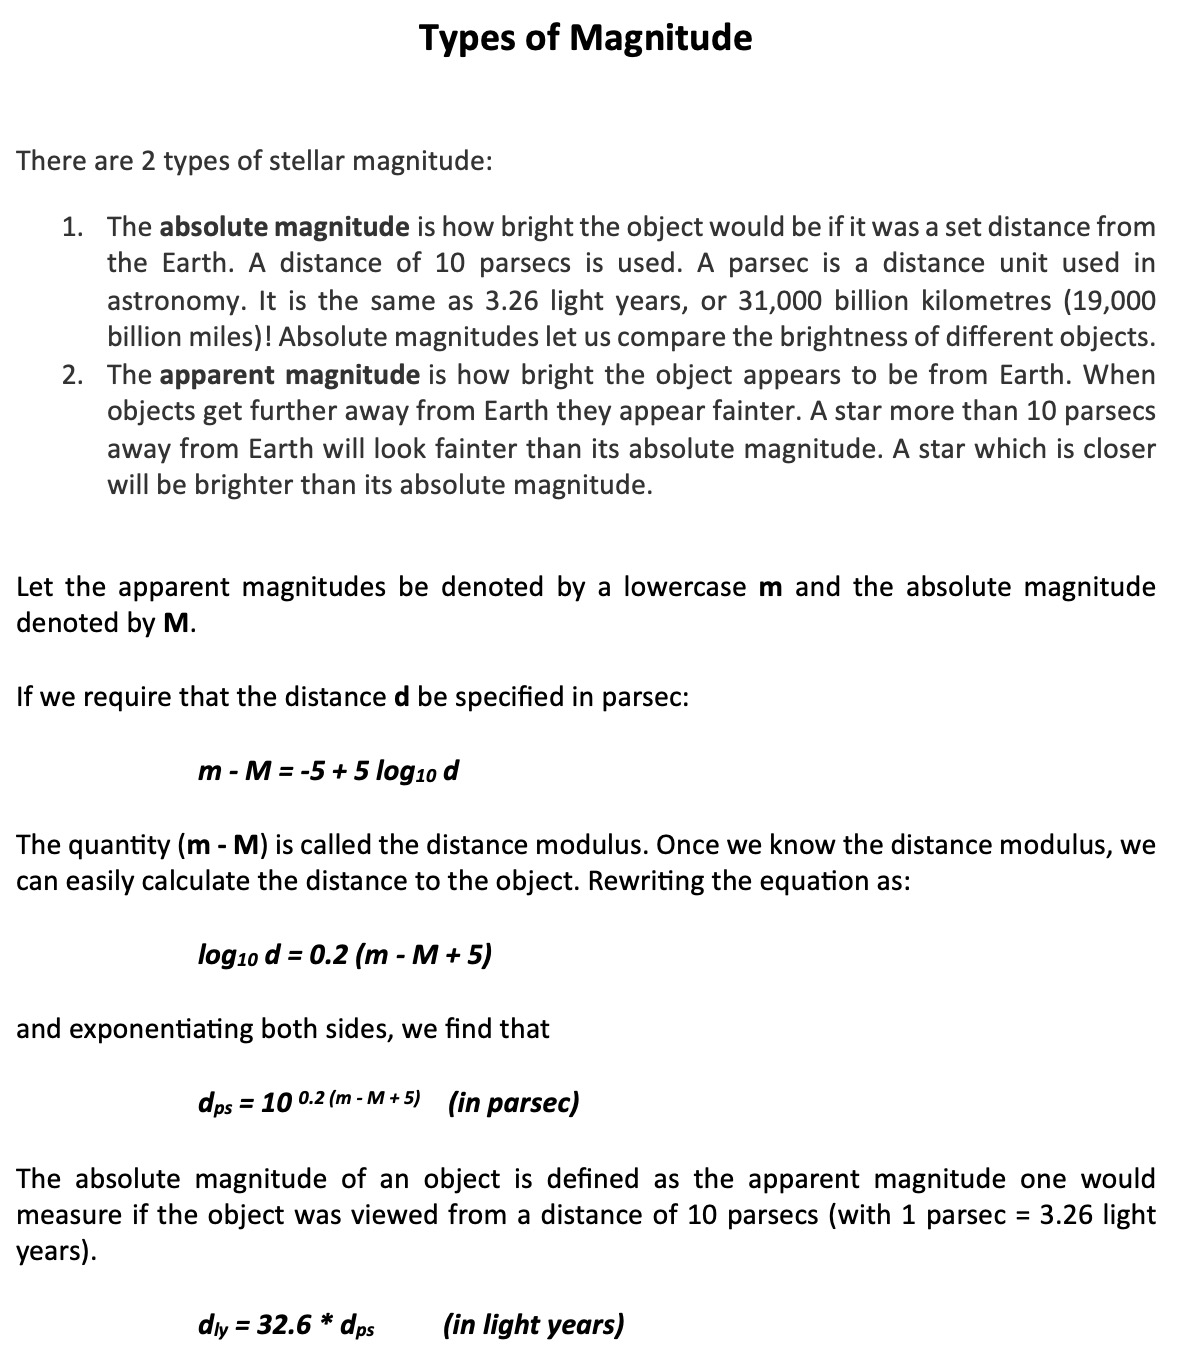 Types of Magnitude
There are 2 types of stellar magnitude:
1. The absolute magnitude is how bright the object would be if it was a set distance from
the Earth. A distance of 10 parsecs is used. A parsec is a distance unit used in
astronomy. It is the same as 3.26 light years, or 31,000 billion kilometres (19,000
billion miles)! Absolute magnitudes let us compare the brightness of different objects.
2. The apparent magnitude is how bright the object appears to be from Earth. When
objects get further away from Earth they appear fainter. A star more than 10 parsecs
away from Earth will look fainter than its absolute magnitude. A star which is closer
will be brighter than its absolute magnitude.
Let the apparent magnitudes be denoted by a lowercase m and the absolute magnitude
denoted by M.
If we require that the distance d be specified in parsec:
m - M = -5 + 5 log10 d
The quantity (m - M) is called the distance modulus. Once we know the distance modulus, we
can easily calculate the distance to the object. Rewriting the equation as:
log10 d = 0.2 (m - M + 5)
and exponentiating both sides, we find that
dps = 10 0.2 (m - M + 5) (in parsec)
The absolute magnitude of an object is defined as the apparent magnitude one would
measure if the object was viewed from a distance of 10 parsecs (with 1 parsec = 3.26 light
years).
dly = 32.6 * dps (in light years)